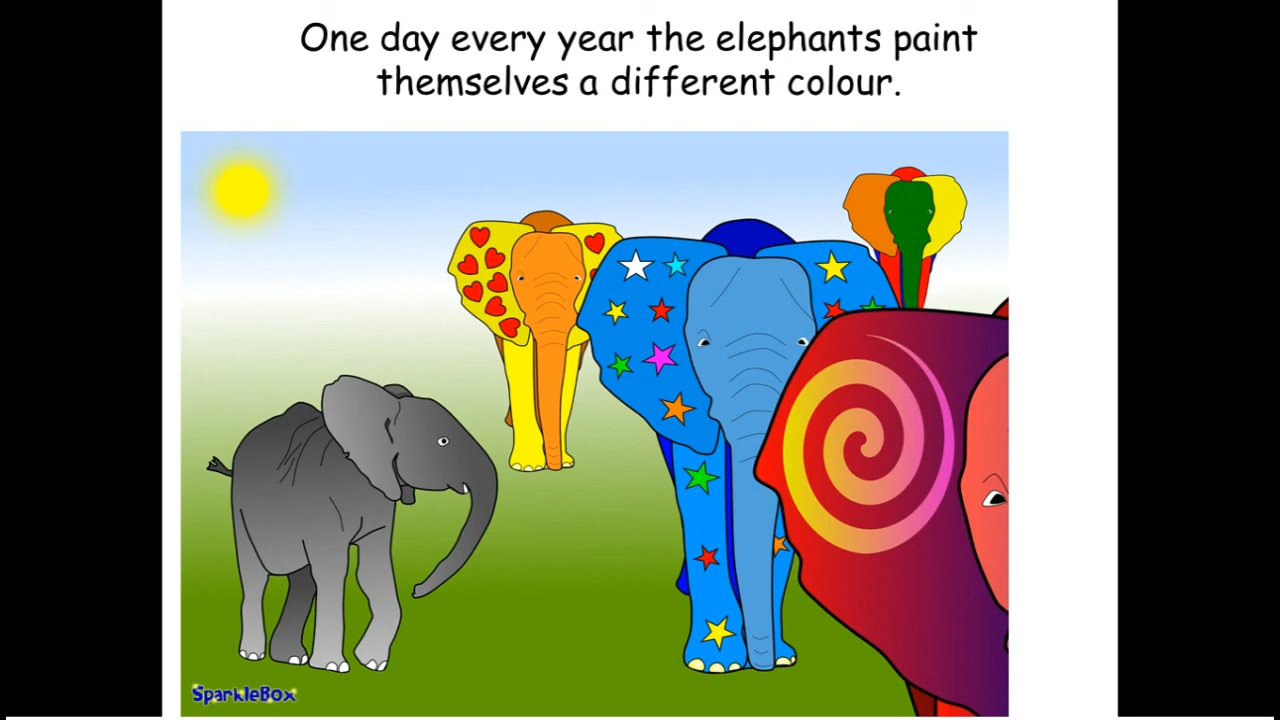 One day every year the elephants paint
themselves a different colour.
SparkleBox